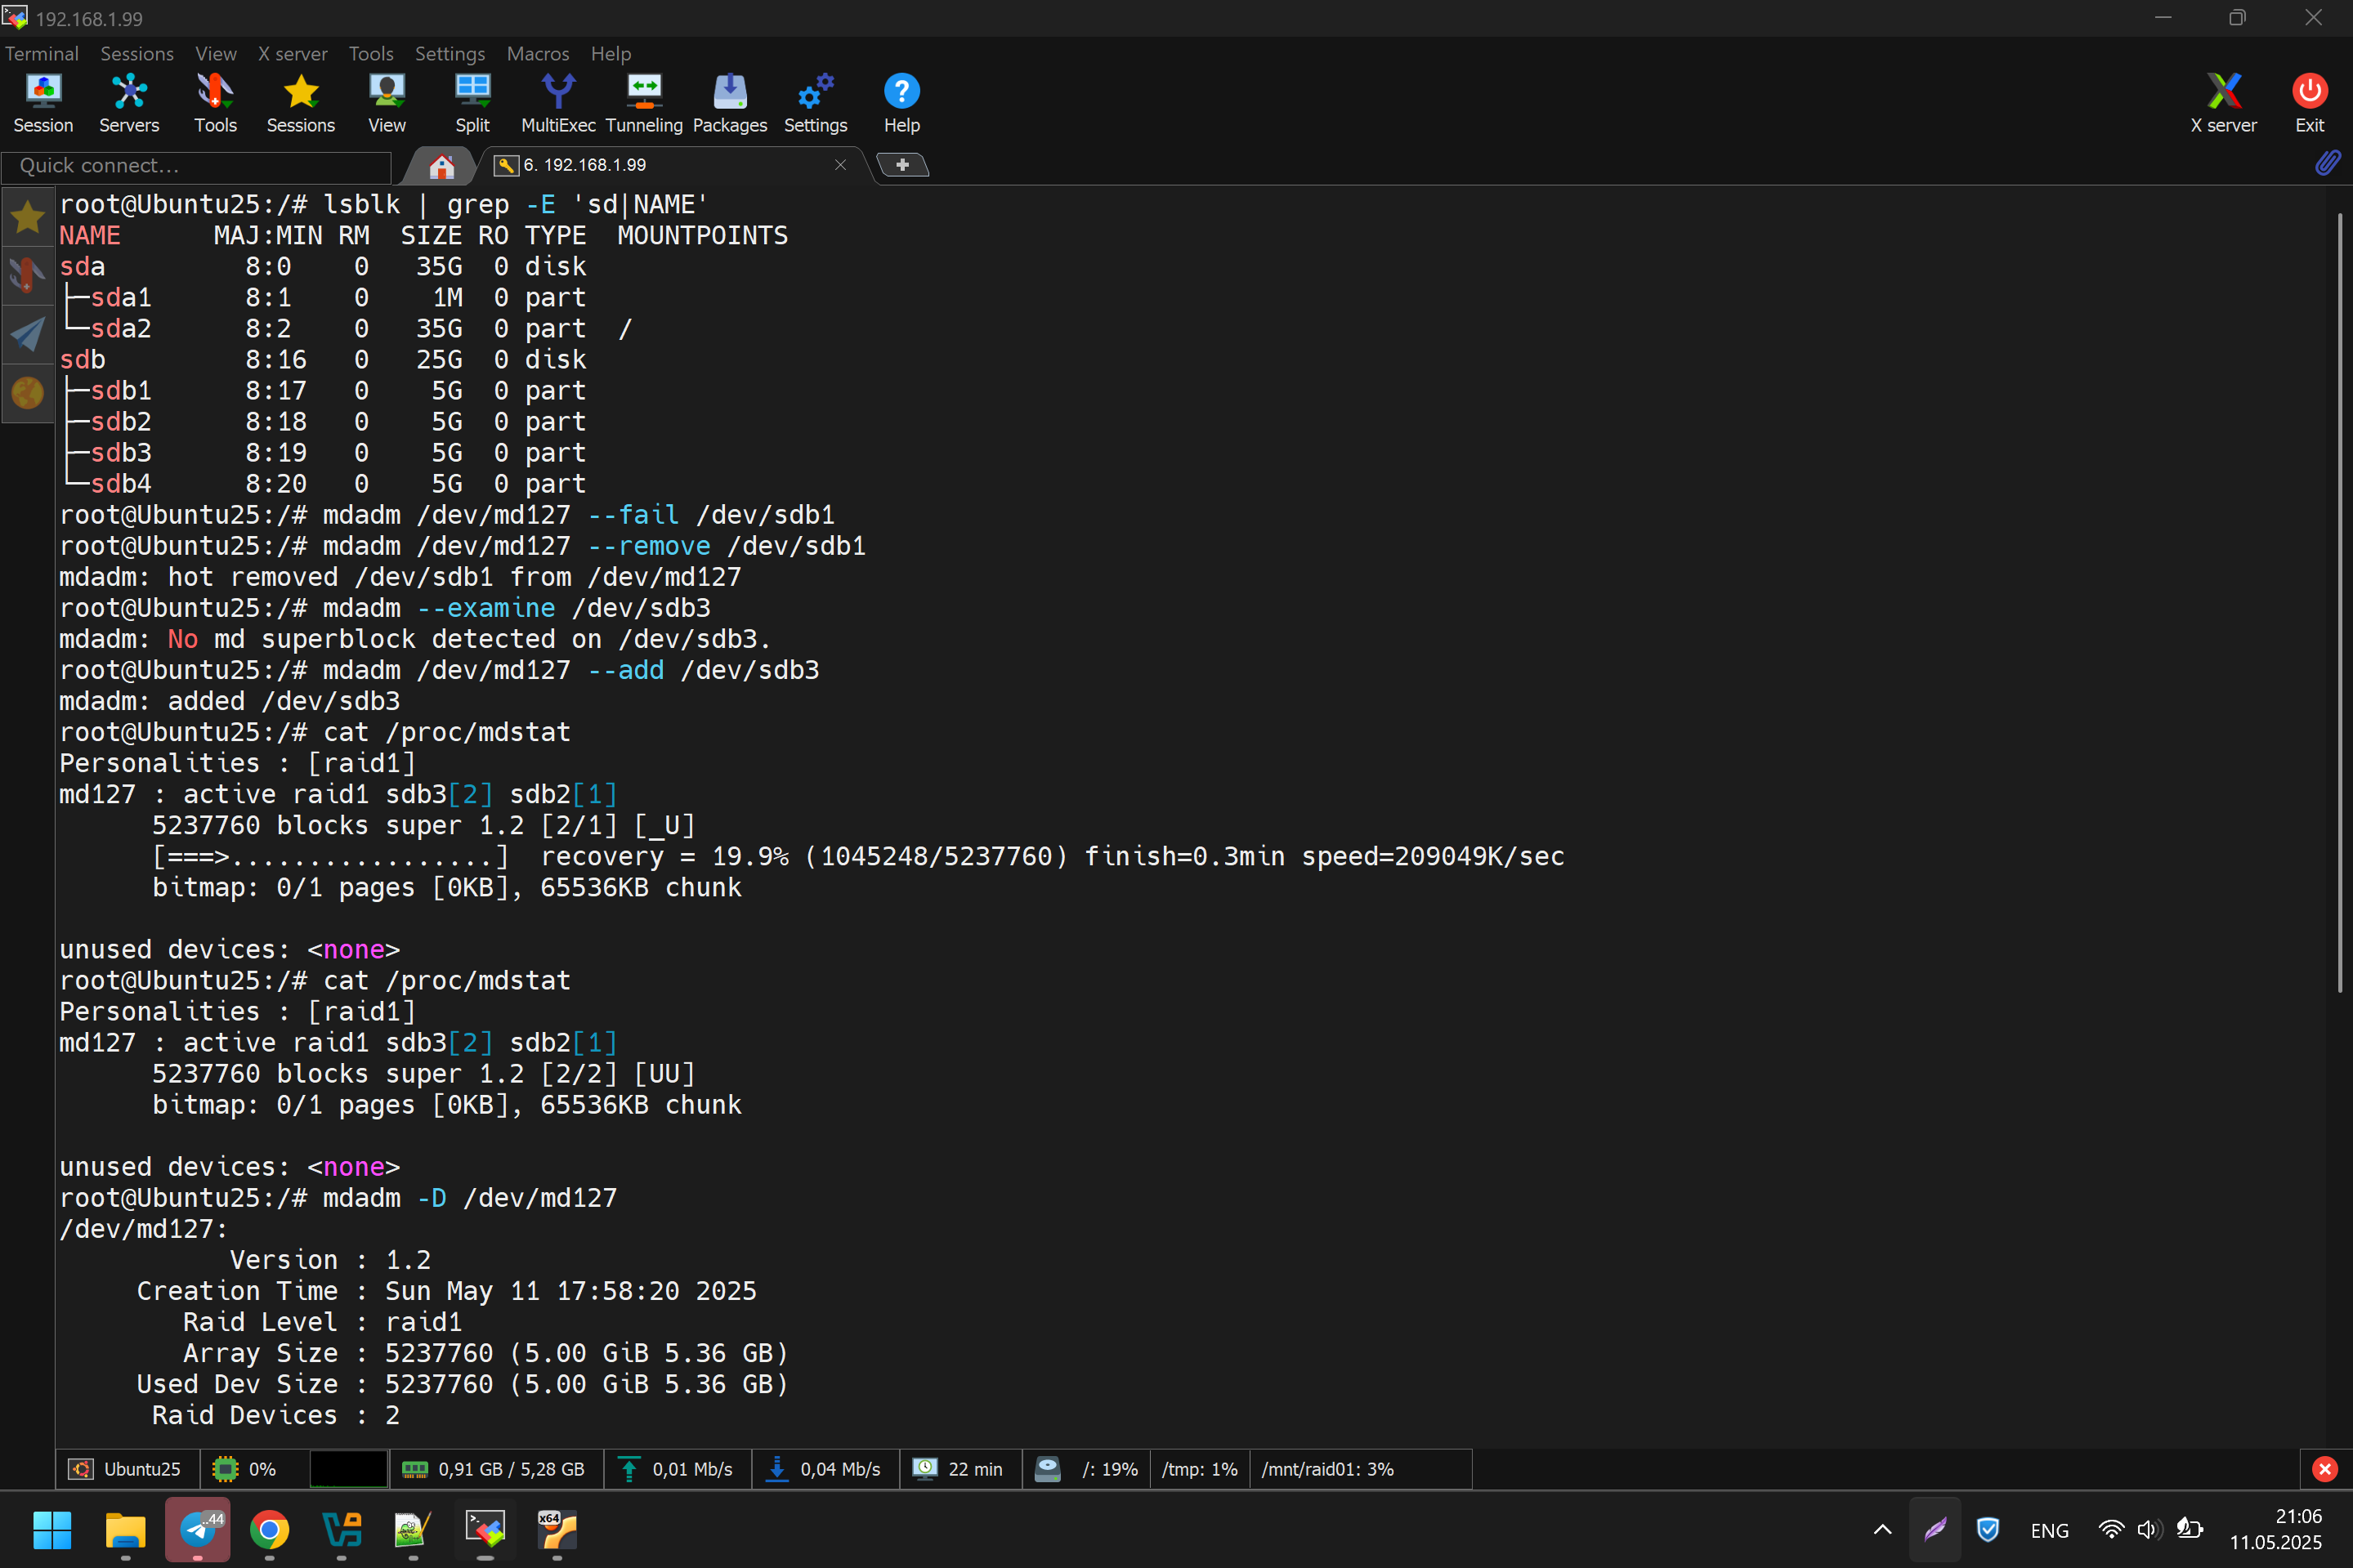 192.168.1.99
Terminal Sessions View X server Tools Settings Macros Help
Session Servers Tools Sessions View Split MultiExec Tunneling Packages Settings Help X server Exit
Quick connect... 6. 192.168.1.99
root@Ubuntu25:/# lsblk | grep -E 'sd|NAME'
NAME      MAJ:MIN RM  SIZE RO TYPE  MOUNTPOINTS
sda         8:0    0   35G  0 disk
├─sda1      8:1    0    1M  0 part
└─sda2      8:2    0   35G  0 part  /
sdb         8:16   0   25G  0 disk
├─sdb1      8:17   0    5G  0 part
├─sdb2      8:18   0    5G  0 part
├─sdb3      8:19   0    5G  0 part
└─sdb4      8:20   0    5G  0 part
root@Ubuntu25:/# mdadm /dev/md127 --fail /dev/sdb1
root@Ubuntu25:/# mdadm /dev/md127 --remove /dev/sdb1
mdadm: hot removed /dev/sdb1 from /dev/md127
root@Ubuntu25:/# mdadm --examine /dev/sdb3
mdadm: No md superblock detected on /dev/sdb3.
root@Ubuntu25:/# mdadm /dev/md127 --add /dev/sdb3
mdadm: added /dev/sdb3
root@Ubuntu25:/# cat /proc/mdstat
Personalities : [raid1]
md127 : active raid1 sdb3[2] sdb2[1]
      5237760 blocks super 1.2 [2/1] [_U]
      [===>.................]  recovery = 19.9% (1045248/5237760) finish=0.3min speed=209049K/sec
      bitmap: 0/1 pages [0KB], 65536KB chunk
unused devices: <none>
root@Ubuntu25:/# cat /proc/mdstat
Personalities : [raid1]
md127 : active raid1 sdb3[2] sdb2[1]
      5237760 blocks super 1.2 [2/2] [UU]
      bitmap: 0/1 pages [0KB], 65536KB chunk
unused devices: <none>
root@Ubuntu25:/# mdadm -D /dev/md127
/dev/md127:
           Version : 1.2
     Creation Time : Sun May 11 17:58:20 2025
        Raid Level : raid1
        Array Size : 5237760 (5.00 GiB 5.36 GB)
     Used Dev Size : 5237760 (5.00 GiB 5.36 GB)
      Raid Devices : 2
Ubuntu25 0% 0,91 GB / 5,28 GB 0,01 Mb/s 0,04 Mb/s 22 min /: 19% /tmp: 1% /mnt/raid01: 3%
..44 x64 ENG 21:06
11.05.2025